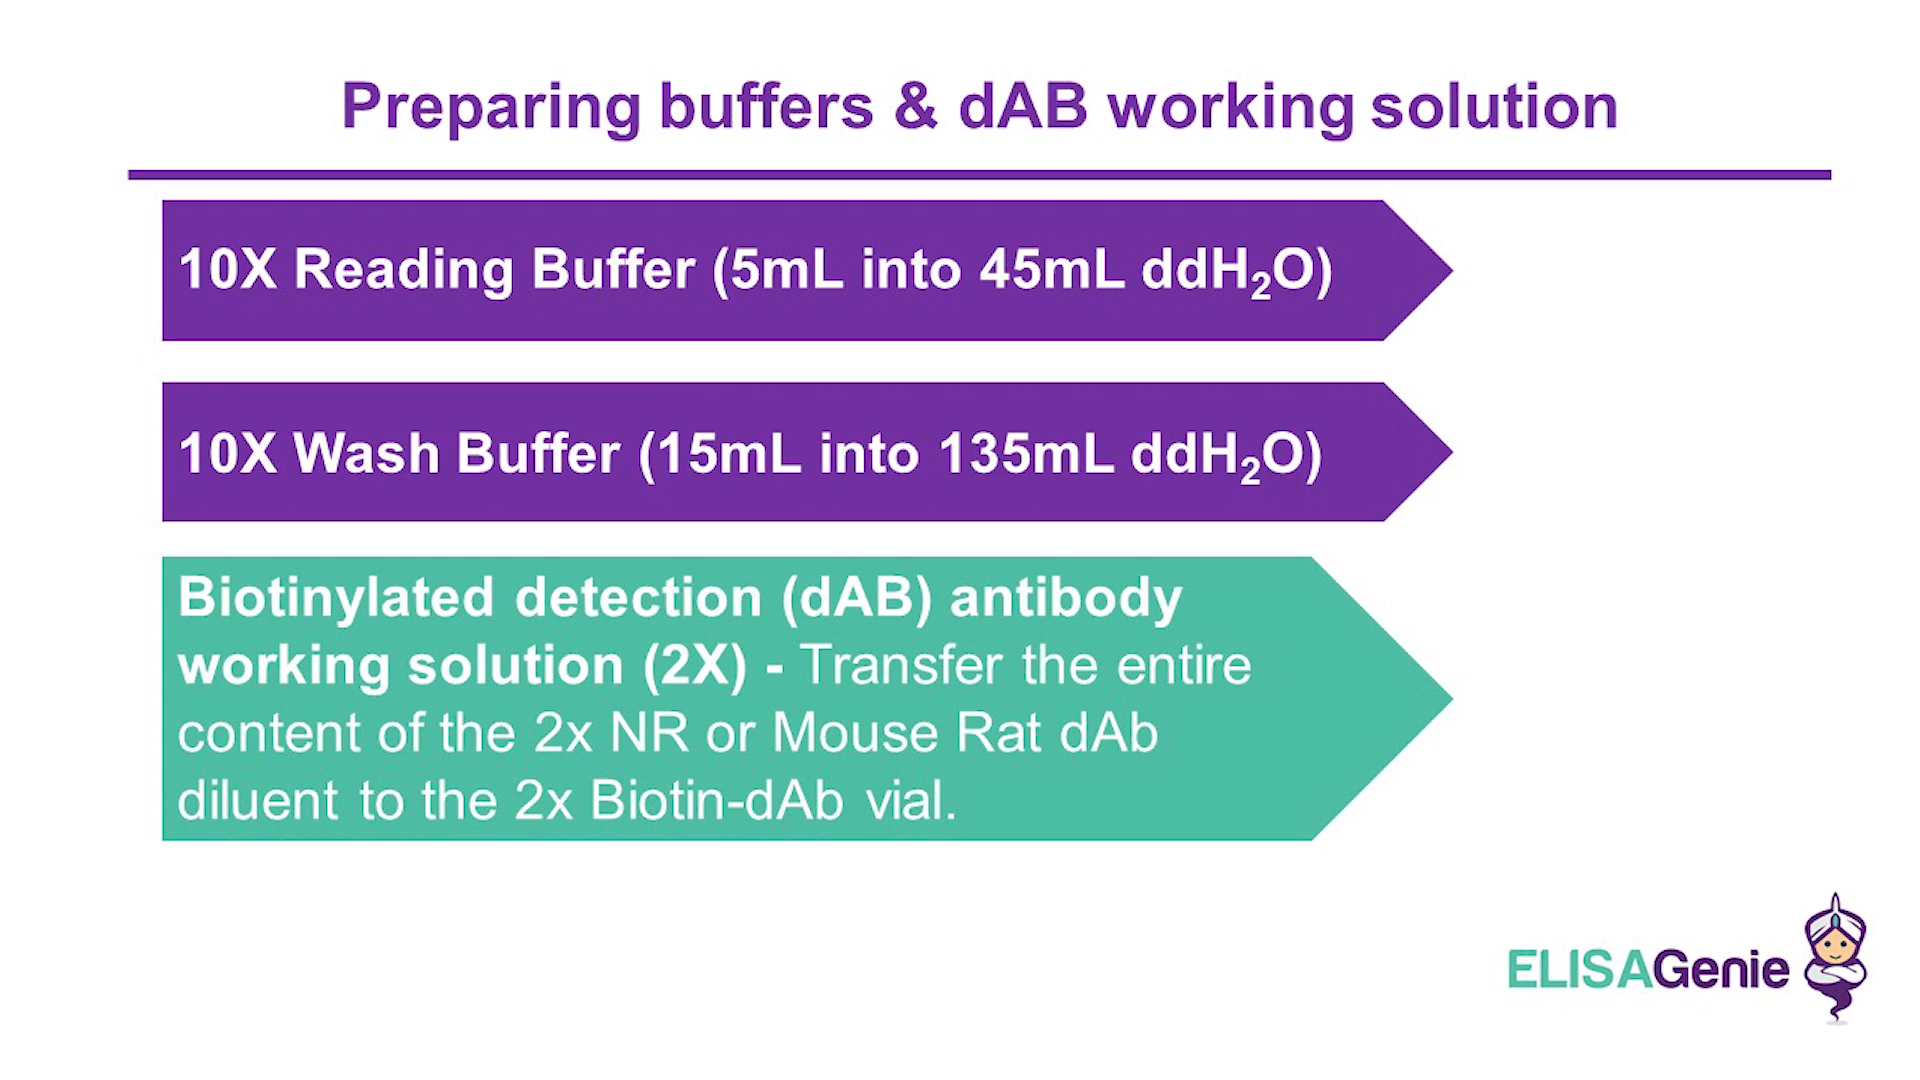 Preparing buffers & dAB working solution
10X Reading Buffer (5mL into 45mL ddH₂O)
10X Wash Buffer (15mL into 135mL ddH₂O)
Biotinylated detection (dAB) antibody
working solution (2X) - Transfer the entire
content of the 2x NR or Mouse Rat dAb
diluent to the 2x Biotin-dAb vial.
ELISAGenie